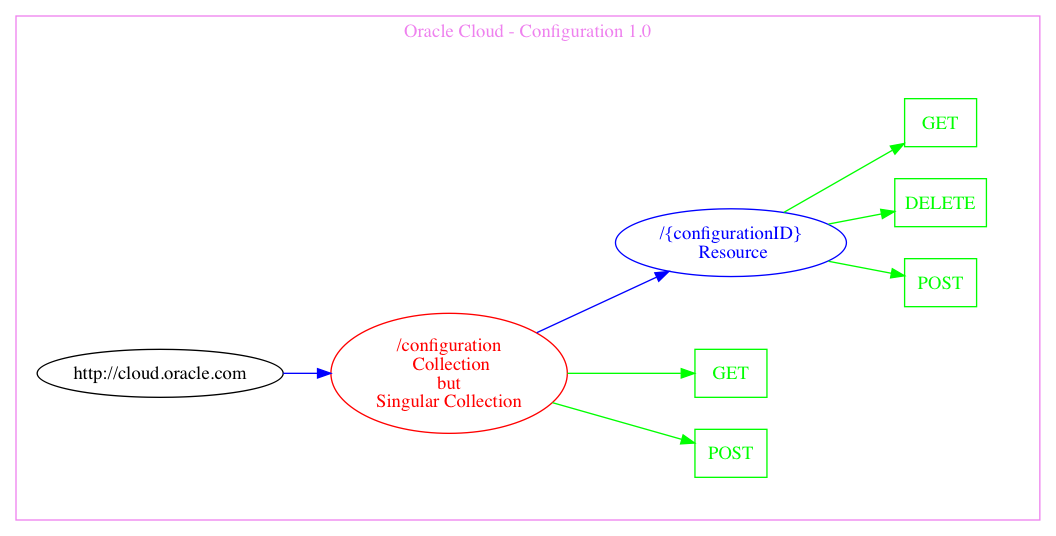 Oracle Cloud - Configuration 1.0
GET
DELETE
/{configurationID}
Resource
POST
/configuration
Collection
but
Singular Collection
http://cloud.oracle.com
GET
POST